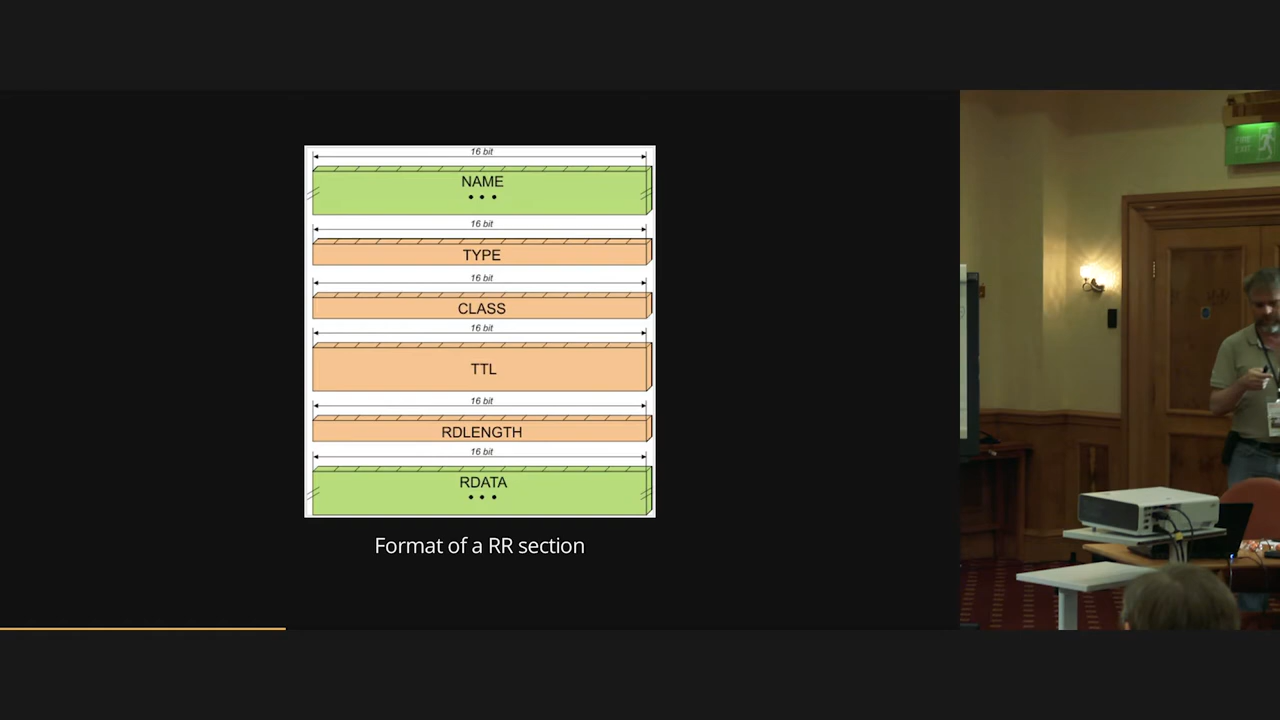 16 bit
NAME
• • •
16 bit
TYPE
16 bit
CLASS
16 bit
TTL
16 bit
RDLENGTH
16 bit
RDATA
• • •
Format of a RR section
EXIT